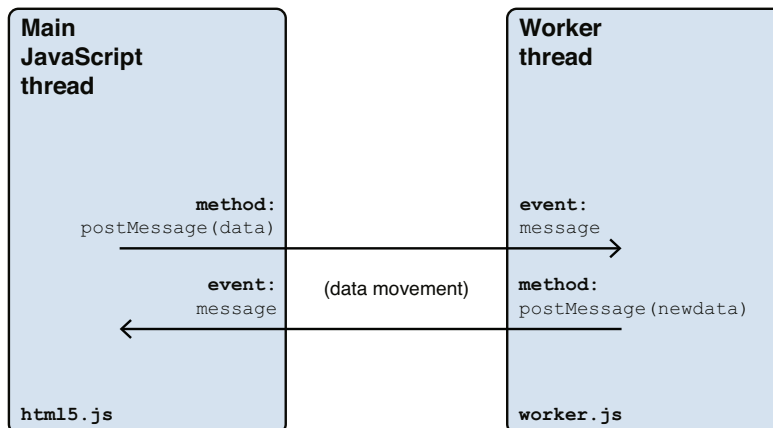 Main
JavaScript
thread
method:
postMessage(data)
event:
message
html5.js
(data movement)
Worker
thread
event:
message
method:
postMessage(newdata)
worker.js